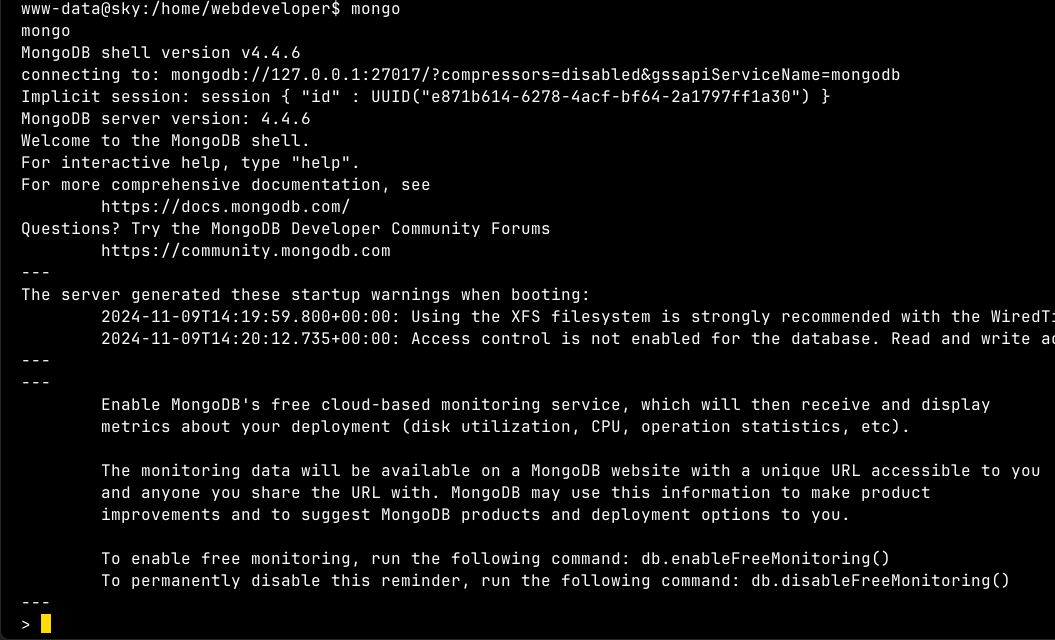 www-data@sky:/home/webdeveloper$ mongo
mongo
MongoDB shell version v4.4.6
connecting to: mongodb://127.0.0.1:27017/?compressors=disabled&gssapiServiceName=mongodb
Implicit session: session { "id" : UUID("e871b614-6278-4acf-bf64-2a1797ff1a30") }
MongoDB server version: 4.4.6
Welcome to the MongoDB shell.
For interactive help, type "help".
For more comprehensive documentation, see
https://docs.mongodb.com/
Questions? Try the MongoDB Developer Community Forums
https://community.mongodb.com
---
The server generated these startup warnings when booting:
2024-11-09T14:19:59.800+00:00: Using the XFS filesystem is strongly recommended with the WiredTi
2024-11-09T14:20:12.735+00:00: Access control is not enabled for the database. Read and write ac
---
---
Enable MongoDB's free cloud-based monitoring service, which will then receive and display
metrics about your deployment (disk utilization, CPU, operation statistics, etc).
The monitoring data will be available on a MongoDB website with a unique URL accessible to you
and anyone you share the URL with. MongoDB may use this information to make product
improvements and to suggest MongoDB products and deployment options to you.
To enable free monitoring, run the following command: db.enableFreeMonitoring()
To permanently disable this reminder, run the following command: db.disableFreeMonitoring()
---
>